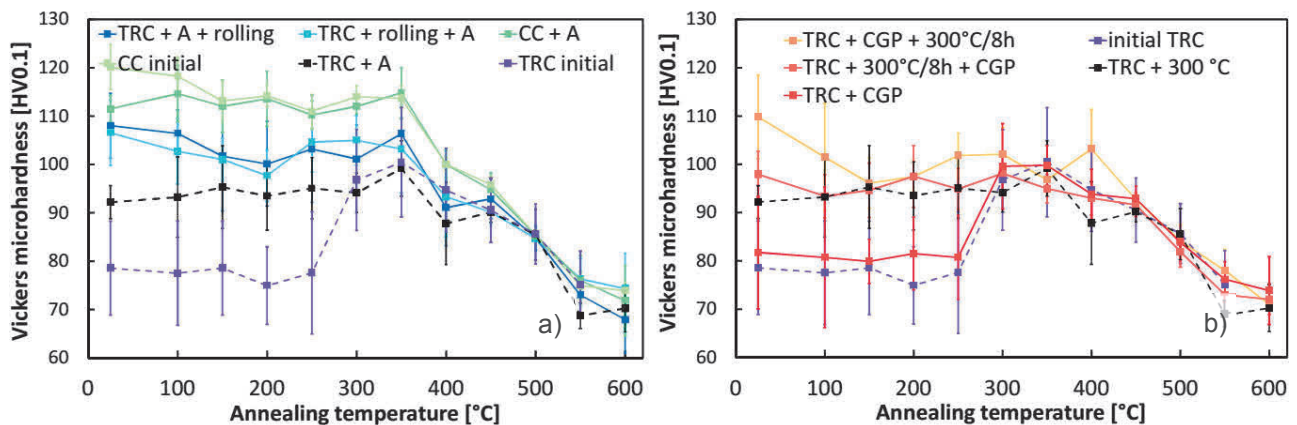 130
120
110
100
90
80
70
60
Vickers microhardness [HV0.1]
TRC + A + rolling
TRC + rolling + A
CC + A
CC initial
TRC + A
TRC initial
a)
0
100
200
300
400
500
600
Annealing temperature [°C]
130
120
110
100
90
80
70
60
Vickers microhardness [HV0.1]
TRC + CGP + 300°C/8h
initial TRC
TRC + 300°C/8h + CGP
TRC + 300 °C
TRC + CGP
b)
0
100
200
300
400
500
600
Annealing temperature [°C]